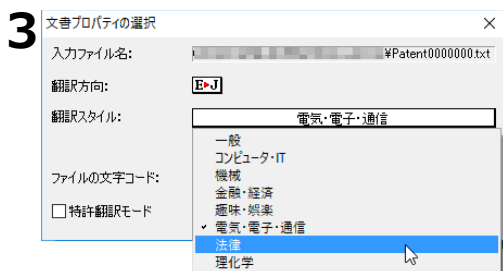 3
文書プロパティの選択
入力ファイル名: ¥Patent0000000.txt
翻訳方向: E▸J
翻訳スタイル: 電気・電子・通信
一般
コンピュータ・IT
機械
ファイルの文字コード: 金融・経済
趣味・娯楽
特許翻訳モード ✓ 電気・電子・通信
法律
理化学